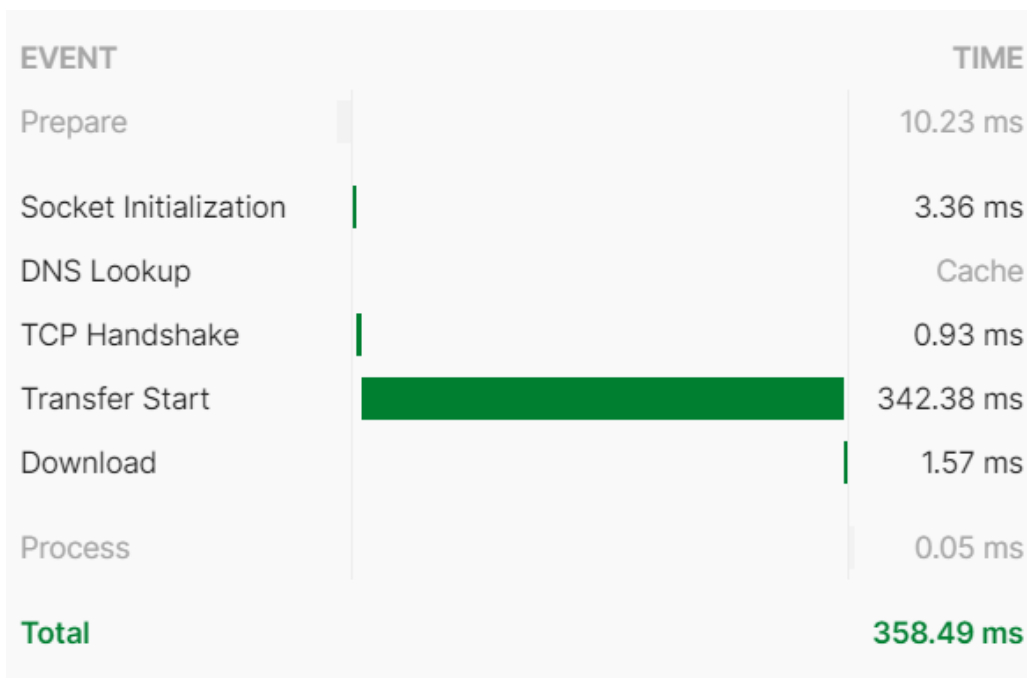 EVENT TIME
Prepare 10.23 ms
Socket Initialization 3.36 ms
DNS Lookup Cache
TCP Handshake 0.93 ms
Transfer Start 342.38 ms
Download 1.57 ms
Process 0.05 ms
Total 358.49 ms